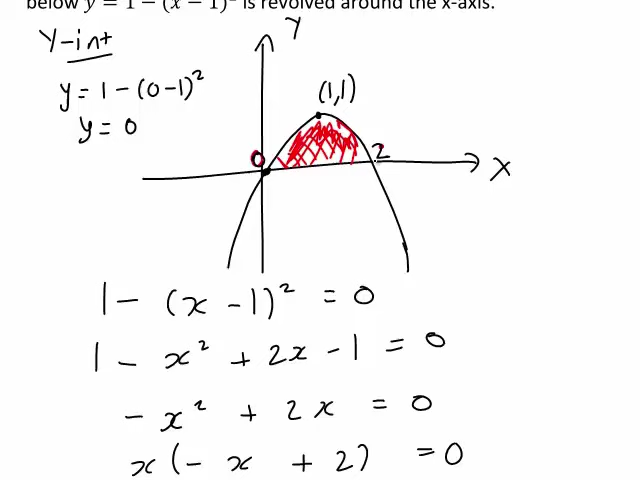 below y = 1 − (x − 1)² is revolved around the x-axis.
Y-int
y = 1 - (0-1)²
y = 0
Y
(1,1)
0
2
X
1 - (x - 1)² = 0
1 - x² + 2x - 1 = 0
- x² + 2x = 0
x(- x + 2) = 0